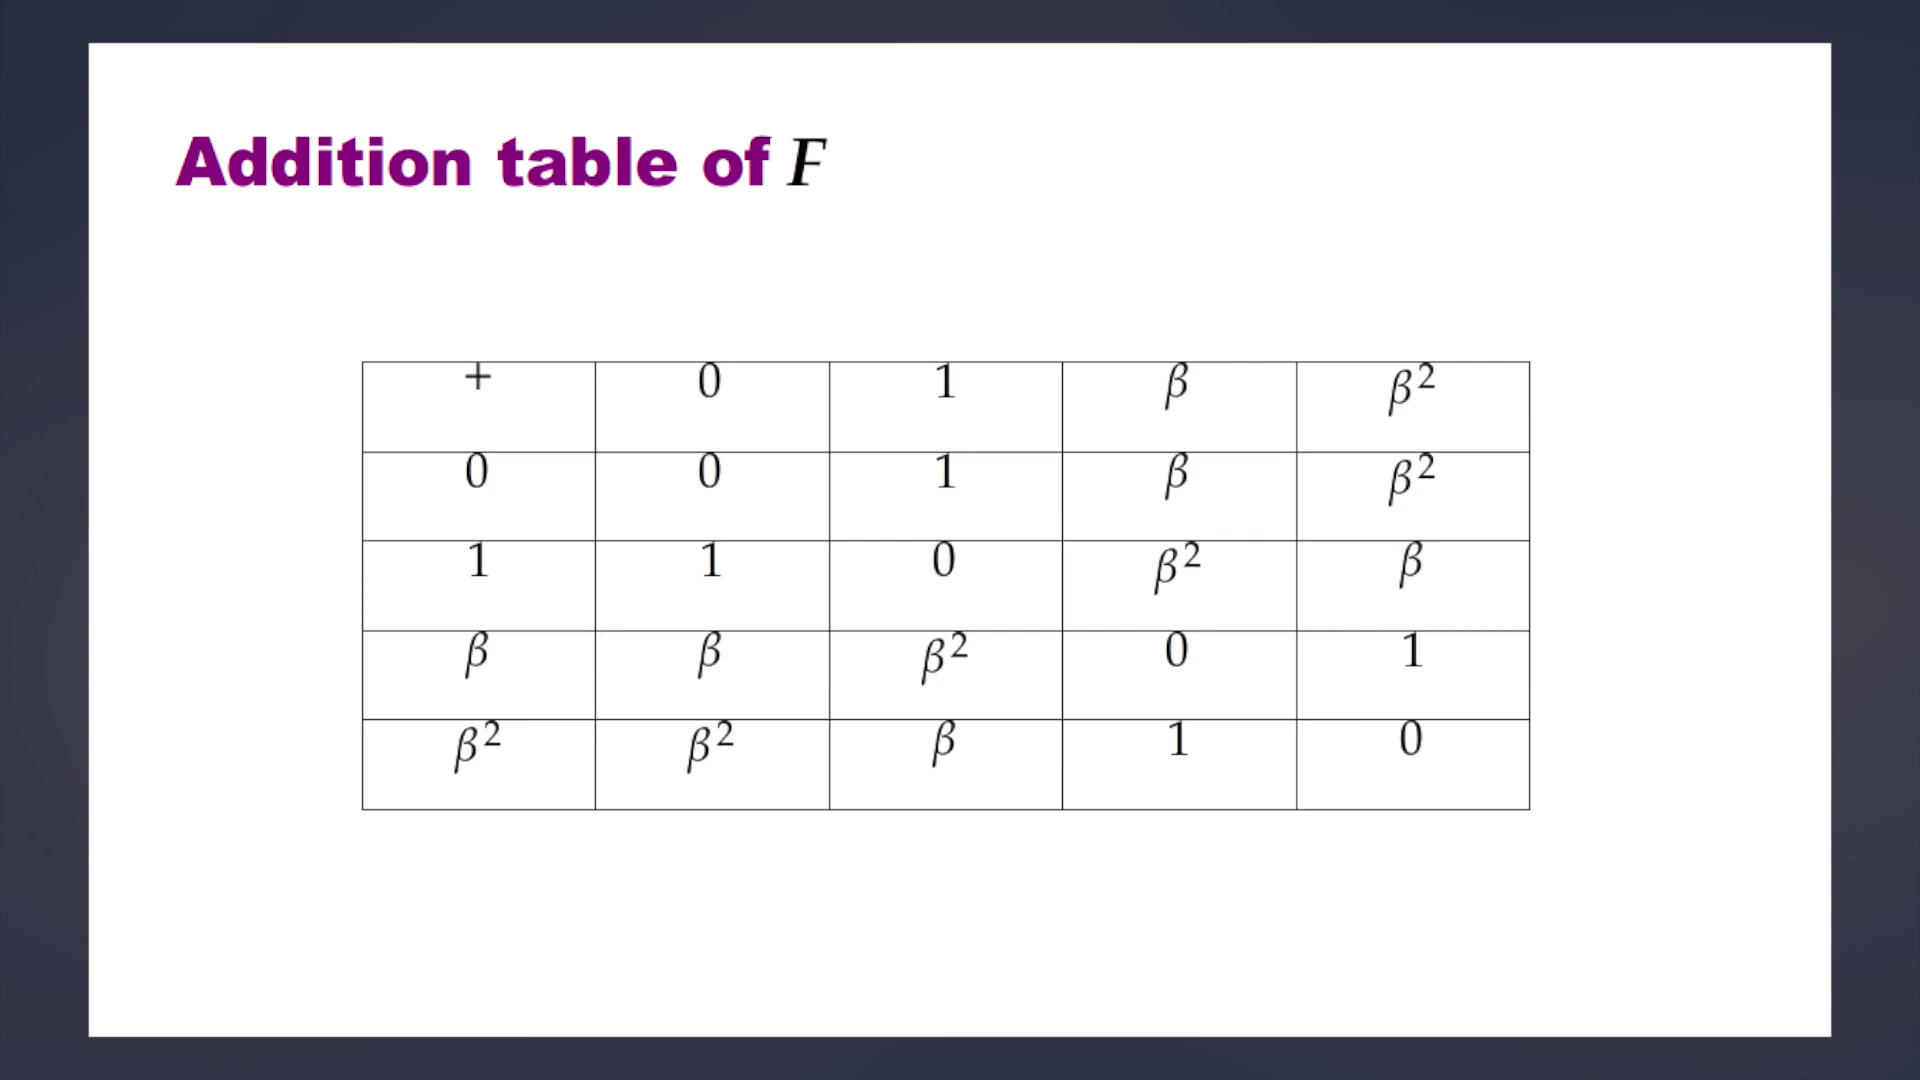 Addition table of F
+ 0 1 β β²
0 0 1 β β²
1 1 0 β² β
β β β² 0 1
β² β² β 1 0